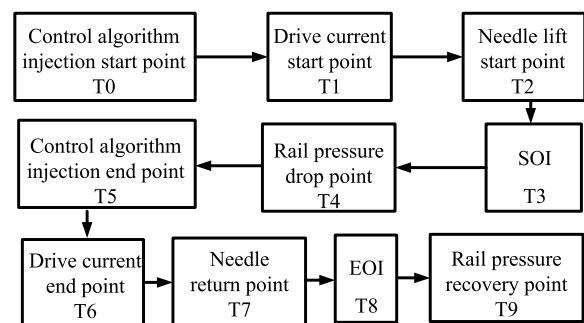 Control algorithm
injection start point
T0
Drive current
start point
T1
Needle lift
start point
T2
SOI
T3
Rail pressure
drop point
T4
Control algorithm
injection end point
T5
Drive current
end point
T6
Needle
return point
T7
EOI
T8
Rail pressure
recovery point
T9